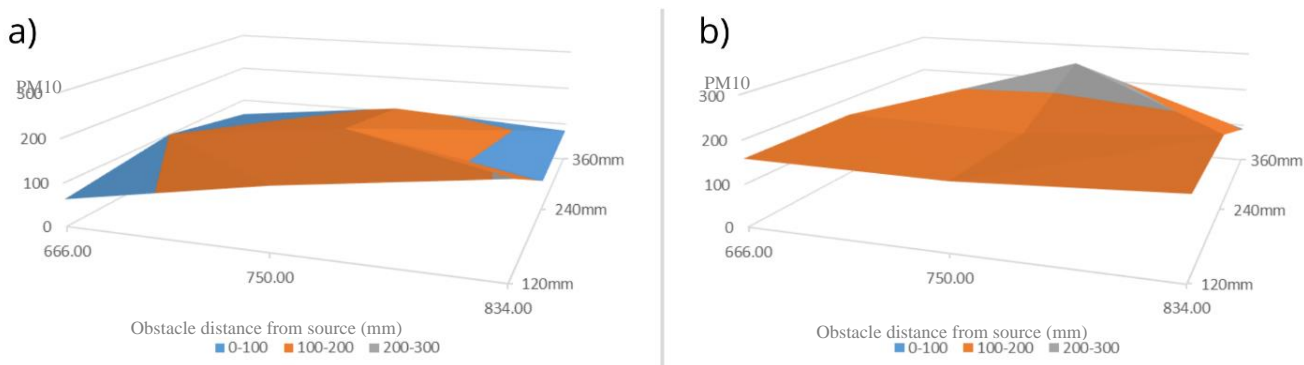 a)
PM10
300
200
100
0
666.00
750.00
834.00
120mm
240mm
360mm
Obstacle distance from source (mm)
0-100 100-200 200-300
b)
PM10
300
200
100
0
666.00
750.00
834.00
120mm
240mm
360mm
Obstacle distance from source (mm)
0-100 100-200 200-300